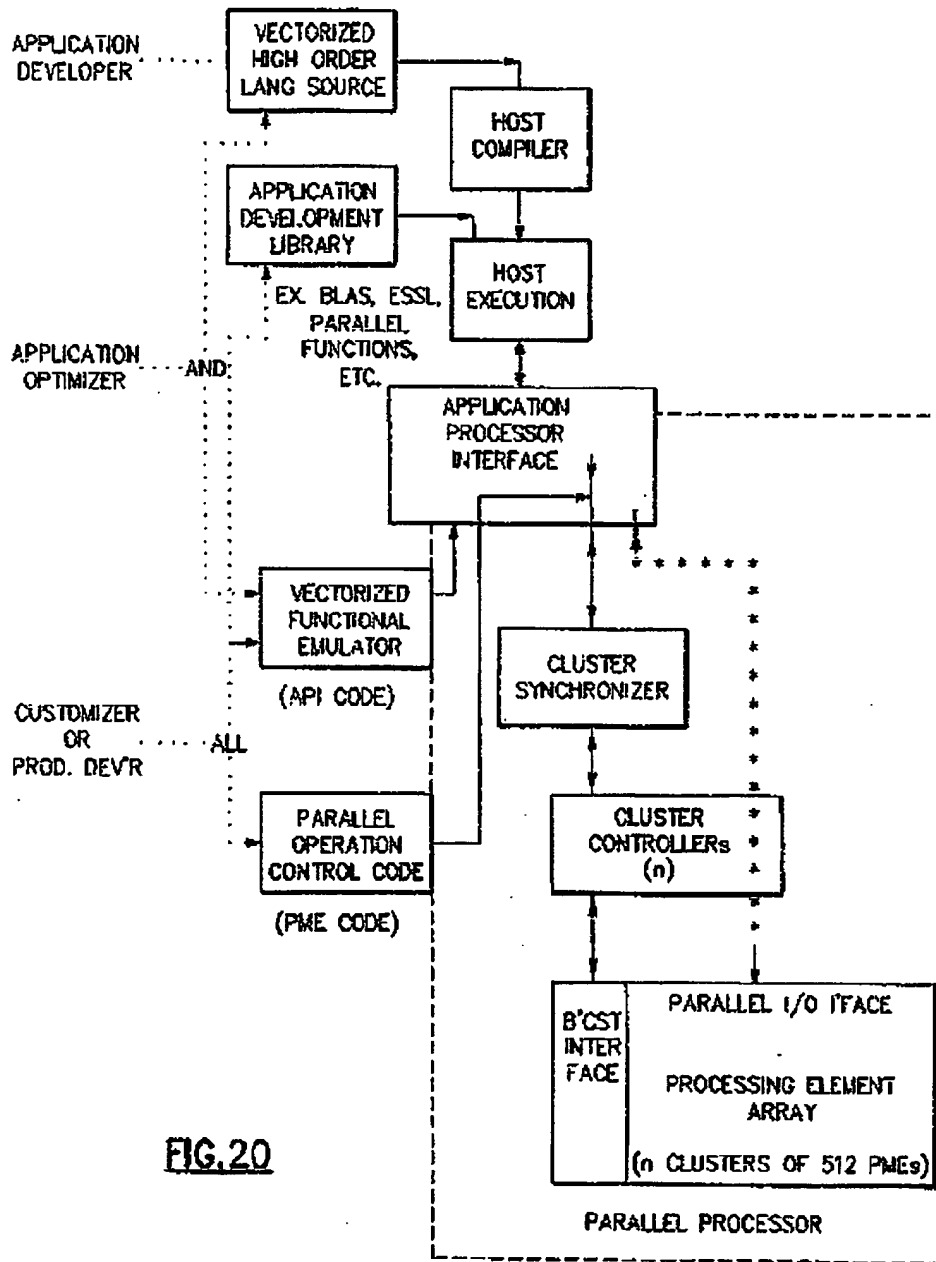 APPLICATION
DEVELOPER
VECTORIZED
HIGH ORDER
LANG SOURCE
HOST
COMPILER
APPLICATION
DEVELOPMENT
LIBRARY
HOST
EXECUTION
EX. BLAS, ESSL,
PARALLEL
FUNCTIONS,
ETC.
APPLICATION
OPTIMIZER
AND
APPLICATION
PROCESSOR
INTERFACE
VECTORIZED
FUNCTIONAL
EMULATOR
(API CODE)
CLUSTER
SYNCHRONIZER
CUSTOMIZER
OR
PROD. DEV'R
ALL
PARALLEL
OPERATION
CONTROL CODE
(PME CODE)
CLUSTER
CONTROLLERs
(n)
B'CST
INTER
FACE
PARALLEL I/O I'FACE
PROCESSING ELEMENT
ARRAY
(n CLUSTERS OF 512 PMEs)
PARALLEL PROCESSOR
FIG.20